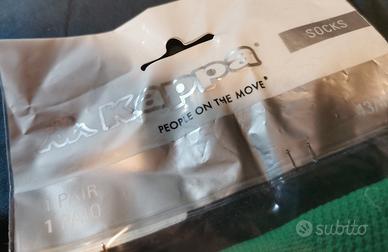 SOCKS
Kappa®
PEOPLE ON THE MOVE®
1 PAIR
1 PAIO
subito